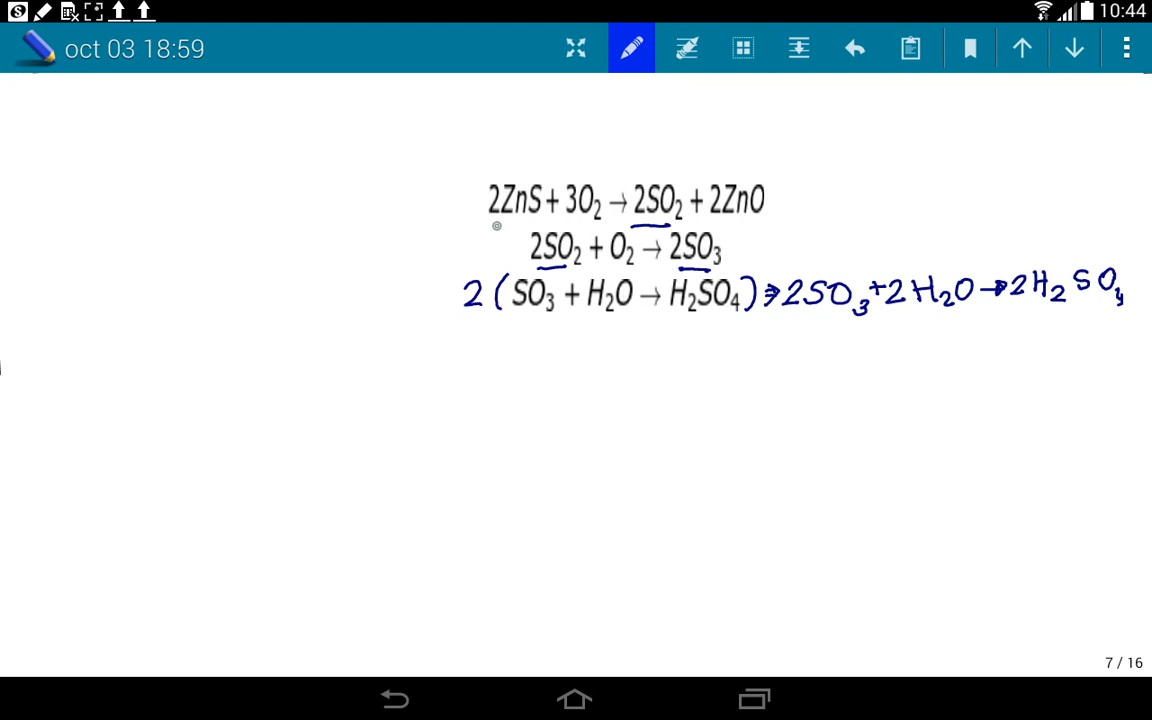 10:44
oct 03 18:59
2ZnS + 3O₂ → 2SO₂ + 2ZnO
2SO₂ + O₂ → 2SO₃
2 ( SO₃ + H₂O → H₂SO₄ ) ⇒ 2SO₃ + 2H₂O → 2H₂SO₄
7 / 16